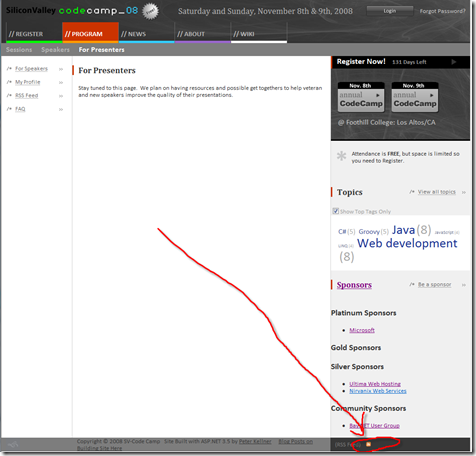 SiliconValley codecamp_08
Saturday and Sunday, November 8th & 9th, 2008
Login
Forgot Password?
// REGISTER
// PROGRAM
// NEWS
// ABOUT
// WIKI
Sessions Speakers For Presenters
For Speakers
My Profile
RSS Feed
FAQ
For Presenters
Stay tuned to this page. We plan on having resources and possible get togethers to help veteran
and new speakers improve the quality of their presentations.
Register Now! 131 Days Left
Nov. 8th
annual
CodeCamp
Nov. 9th
annual
CodeCamp
@ Foothill College: Los Altos/CA
Attendance is FREE, but space is limited so
you need to Register.
Topics
View all topics
Show Top Tags Only
C# (5) Groovy (5) Java (8) JavaScript
Web development
(8)
Sponsors
Be a sponsor
Platinum Sponsors
Microsoft
Gold Sponsors
Silver Sponsors
Ultima Web Hosting
Nirvanix Web Services
Community Sponsors
User Group
Copyright © 2008 SV-Code Camp Site Built with ASP.NET 3.5 by Peter Kellner Blog Posts on
Building Site Here